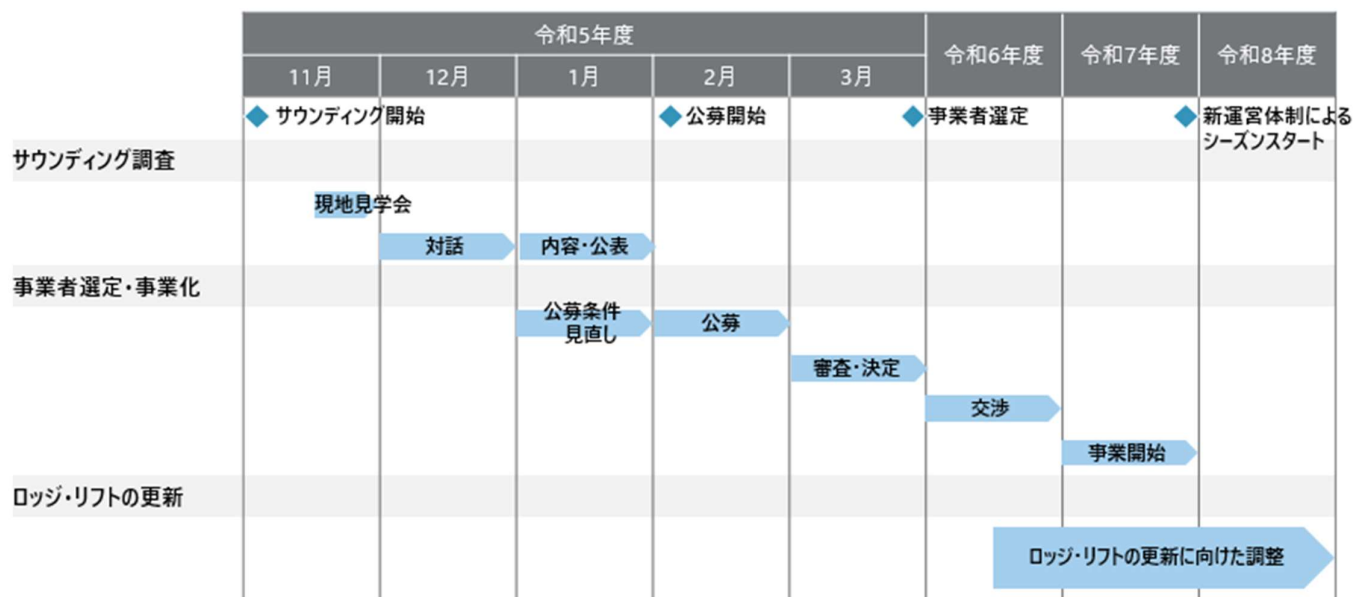 令和5年度
令和6年度
令和7年度
令和8年度
11月
12月
1月
2月
3月
サウンディング開始
公募開始
事業者選定
新運営体制による
シーズンスタート
サウンディング調査
現地見学会
対話
内容・公表
事業者選定・事業化
公募条件
見直し
公募
審査・決定
交渉
事業開始
ロッジ・リフトの更新
ロッジ・リフトの更新に向けた調整